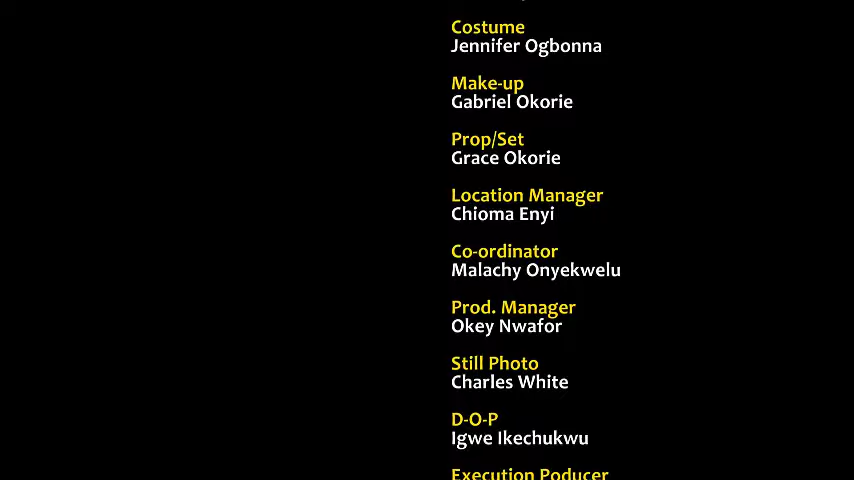 Costume
Jennifer Ogbonna
Make-up
Gabriel Okorie
Prop/Set
Grace Okorie
Location Manager
Chioma Enyi
Co-ordinator
Malachy Onyekwelu
Prod. Manager
Okey Nwafor
Still Photo
Charles White
D-O-P
Igwe Ikechukwu
Execution Poducer